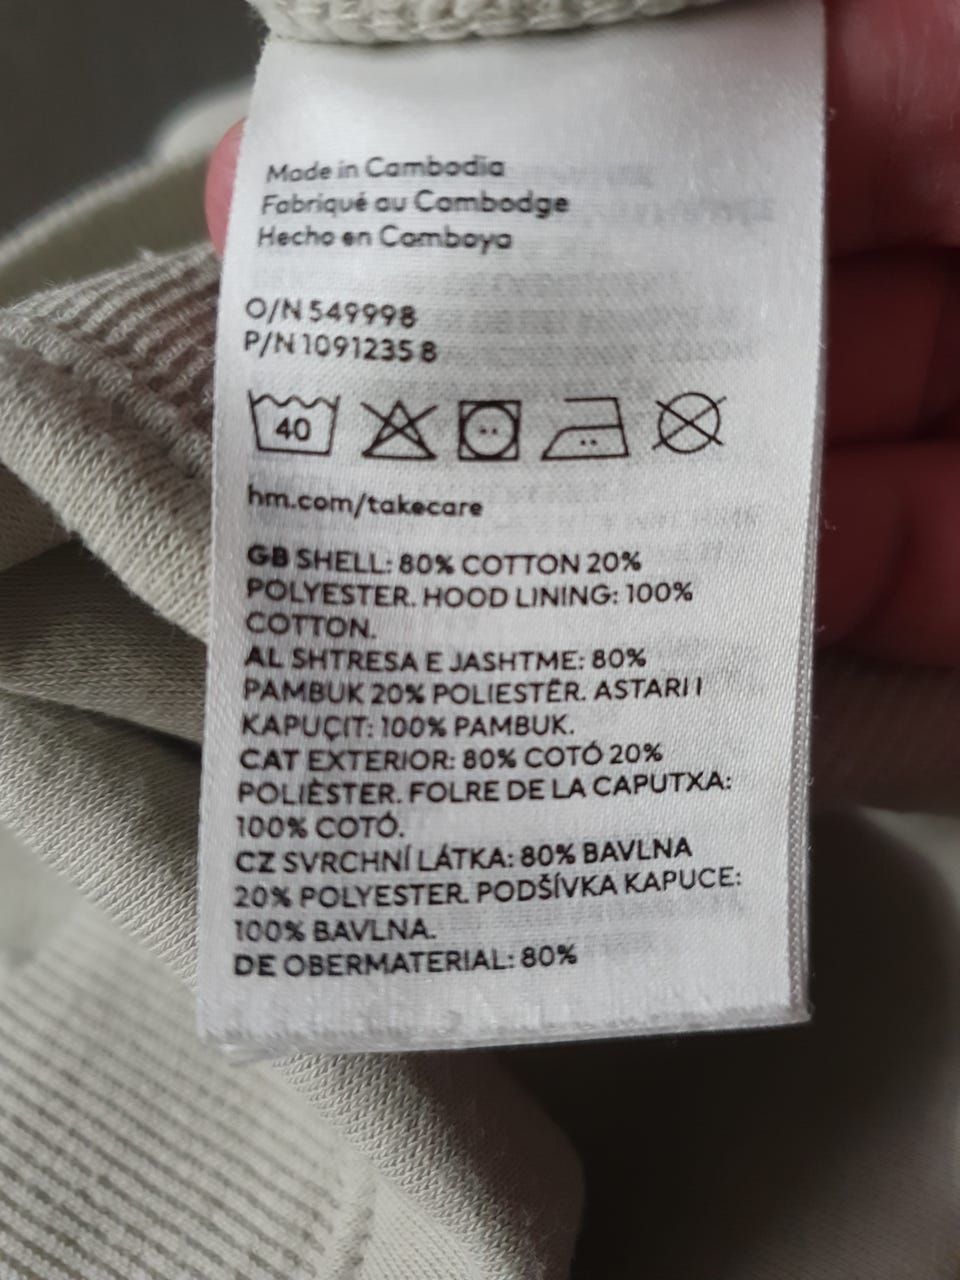 Made in Cambodia
Fabriqué au Cambodge
Hecho en Camboya
O/N 549998
P/N 1091235 8
40
hm.com/takecare
GB SHELL: 80% COTTON 20%
POLYESTER. HOOD LINING: 100%
COTTON.
AL SHTRESA E JASHTME: 80%
PAMBUK 20% POLIESTËR. ASTARI I
KAPUÇIT: 100% PAMBUK.
CAT EXTERIOR: 80% COTÓ 20%
POLIÈSTER. FOLRE DE LA CAPUTXA:
100% COTÓ.
CZ SVRCHNÍ LÁTKA: 80% BAVLNA
20% POLYESTER. PODŠÍVKA KAPUCE:
100% BAVLNA.
DE OBERMATERIAL: 80%